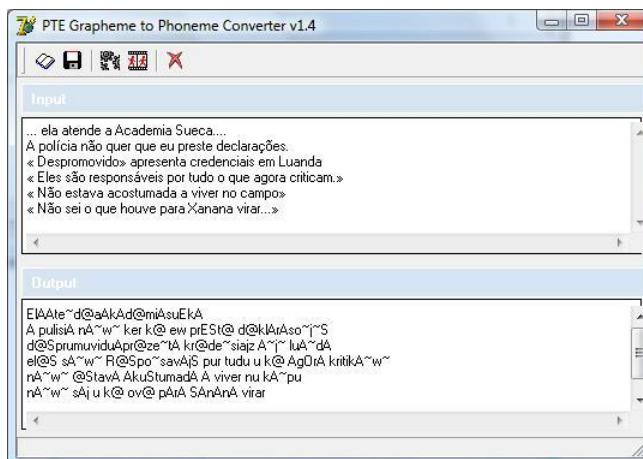 PTE Grapheme to Phoneme Converter v1.4
Input
... ela atende a Academia Sueca....
A polícia não quer que eu preste declarações.
« Despromovido» apresenta credenciais em Luanda
« Eles são responsáveis por tudo o que agora criticam.»
« Não estava acostumada a viver no campo»
« Não sei o que houve para Xanana virar...»
Output
ElAAte~d@aAkAd@miAsuEkA
A pulisiA nA~w~ ker k@ ew prESt@ d@klArAso~j~S
d@SprumuviduApr@ze~tA kr@de~siajz A~j~ luA~dA
el@S sA~w~ R@Spo~savAjS pur tudu u k@ AgOrA kritikA~w~
nA~w~ @StavA AkuStumadA A viver nu kA~pu
nA~w~ sAj u k@ ov@ pArA SAnAnA virar